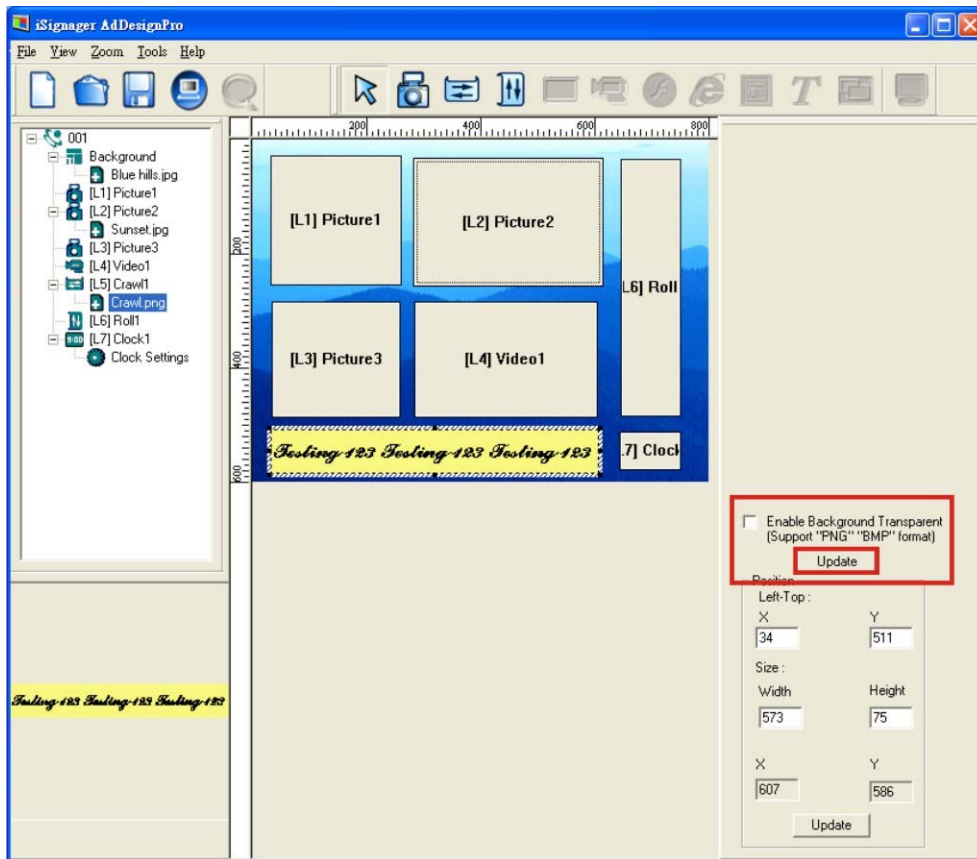 iSignager AdDesignPro
File View Zoom Tools Help
200 400 600 800
001
Background
Blue hills.jpg
[L1] Picture1
[L2] Picture2
Sunset.jpg
[L3] Picture3
[L4] Video1
[L5] Crawl1
Crawl.png
[L6] Roll1
[L7] Clock1
Clock Settings
200
400
600
[L1] Picture1
[L2] Picture2
L6] Roll
[L3] Picture3
[L4] Video1
Testing 123 Testing 123 Testing 123
.7] Clock
Enable Background Transparent
(Support "PNG" "BMP" format)
Update
Position
Left-Top :
X Y
34 511
Size :
Width Height
573 75
X Y
607 586
Update
Testing 123 Testing 123 Testing 123